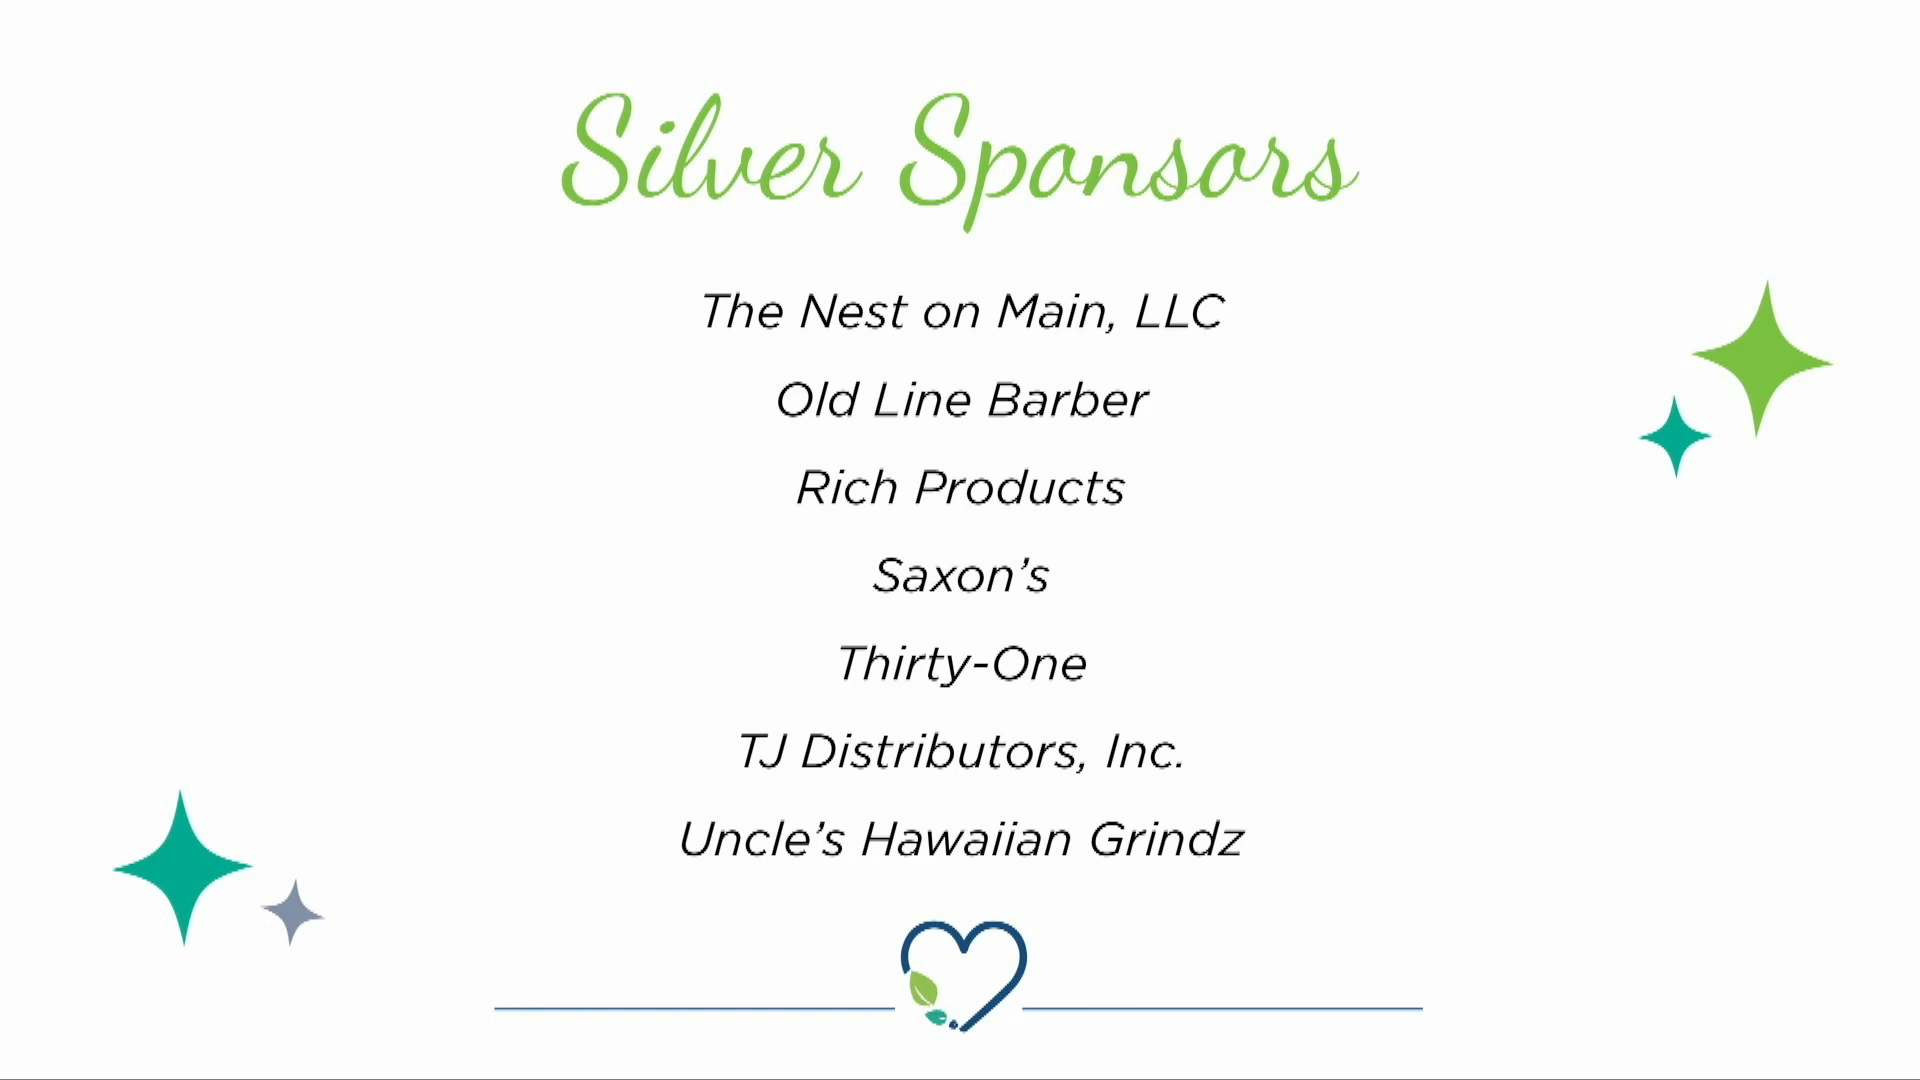 Silver Sponsors
The Nest on Main, LLC
Old Line Barber
Rich Products
Saxon’s
Thirty-One
TJ Distributors, Inc.
Uncle’s Hawaiian Grindz